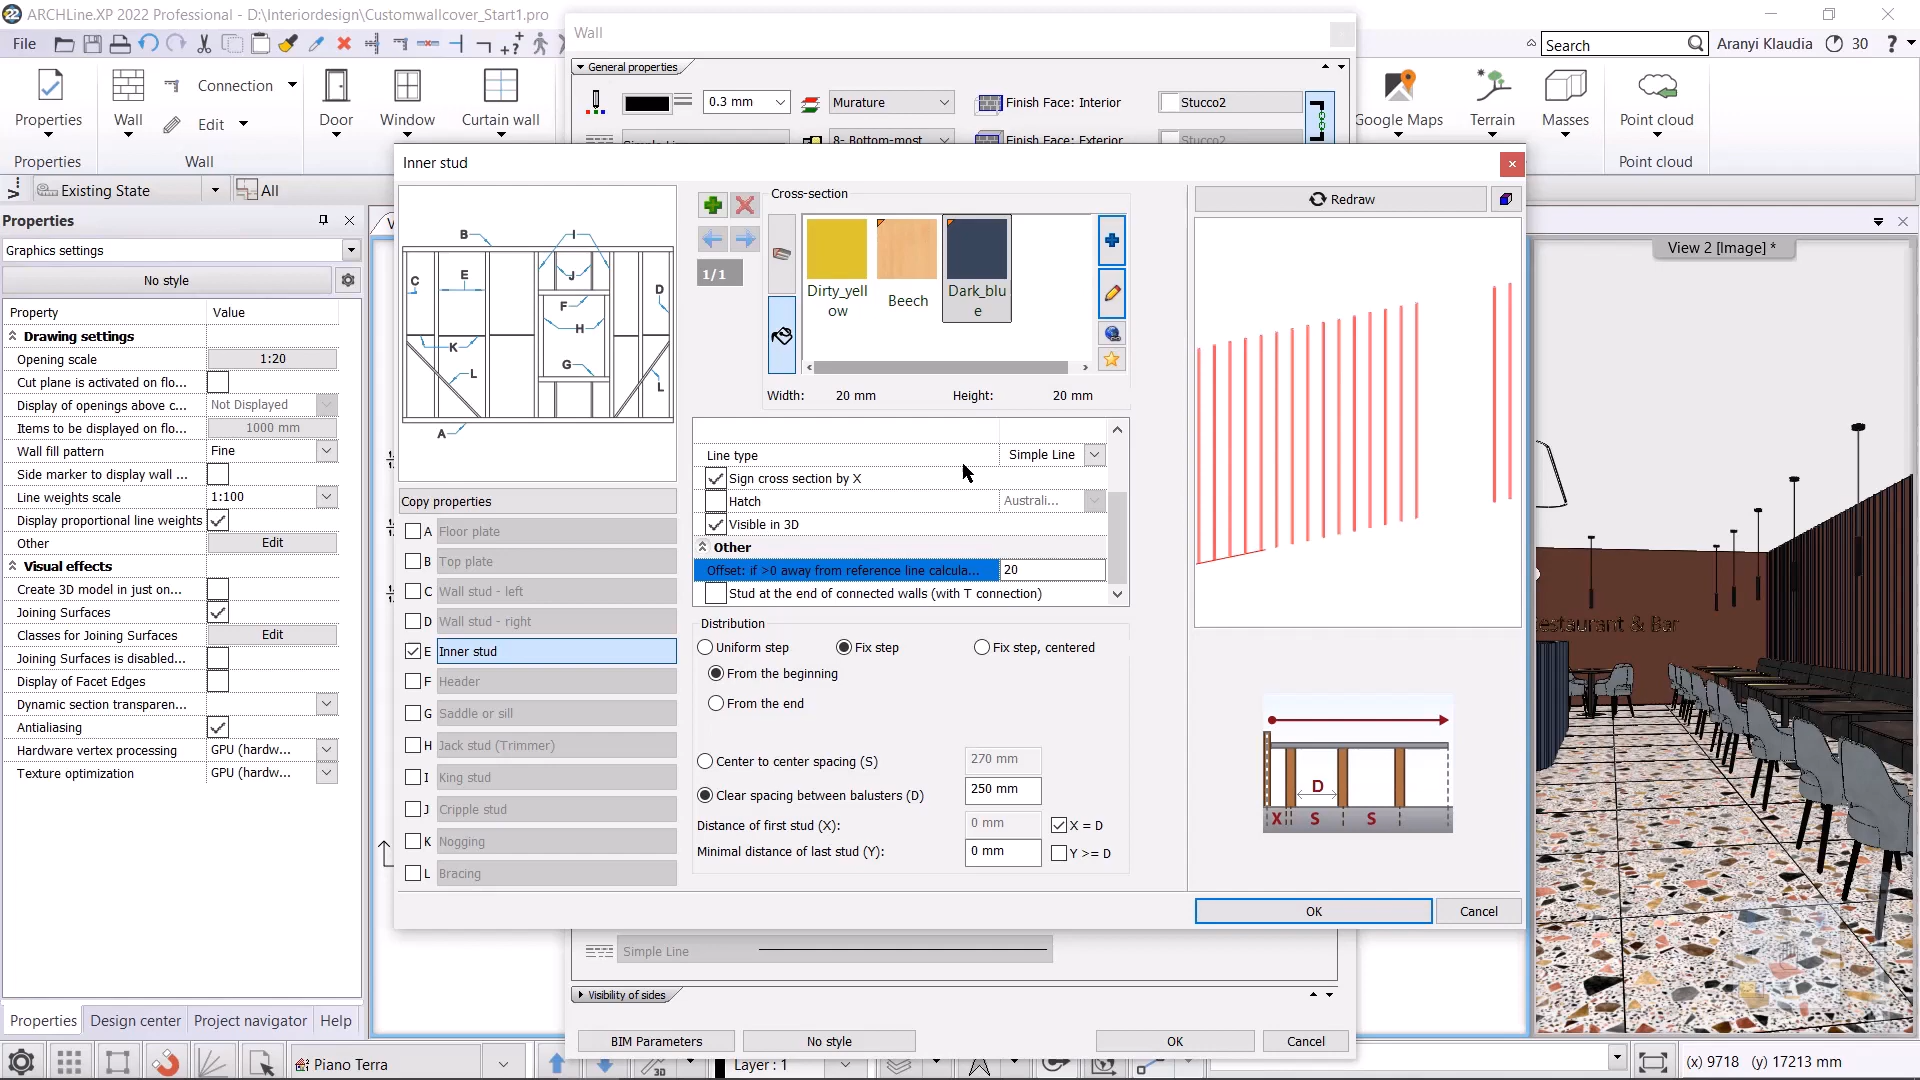 ARCHLine.XP 2022 Professional - D:\Interiordesign\Customwallcover_Start1.pro
File
Search
Aranyi Klaudia
30
?
Properties
Wall
Connection
Edit
Door
Window
Curtain wall
Google Maps
Terrain
Masses
Point cloud
Properties
Wall
Point cloud
Existing State
All
Wall
General properties
0.3 mm
Murature
Finish Face: Interior
Stucco2
8- Bottom-most
Finish Face: Exterior
Stucco2
Properties
Graphics settings
No style
Property
Value
Drawing settings
Opening scale
1:20
Cut plane is activated on flo...
Display of openings above c...
Not Displayed
Items to be displayed on flo...
1000 mm
Wall fill pattern
Fine
Side marker to display wall ...
Line weights scale
1:100
Display proportional line weights
Other
Edit
Visual effects
Create 3D model in just on...
Joining Surfaces
Classes for Joining Surfaces
Edit
Joining Surfaces is disabled...
Display of Facet Edges
Dynamic section transparen...
Antialiasing
Hardware vertex processing
GPU (hardw...
Texture optimization
GPU (hardw...
Properties
Design center
Project navigator
Help
Inner stud
B
I
C
E
J
D
F
H
K
G
L
L
A
Copy properties
A Floor plate
B Top plate
C Wall stud - left
D Wall stud - right
E Inner stud
F Header
G Saddle or sill
H Jack stud (Trimmer)
I King stud
J Cripple stud
K Nogging
L Bracing
1/1
Cross-section
Dirty_yellow
Beech
Dark_blue
Width: 20 mm
Height: 20 mm
Line type
Simple Line
Sign cross section by X
Hatch
Australi...
Visible in 3D
Other
Offset: if >0 away from reference line calcula...
20
Stud at the end of connected walls (with T connection)
Distribution
Uniform step
Fix step
Fix step, centered
From the beginning
From the end
Center to center spacing (S)
270 mm
Clear spacing between balusters (D)
250 mm
Distance of first stud (X):
0 mm
X = D
Minimal distance of last stud (Y):
0 mm
Y >= D
Redraw
D
X
S
S
OK
Cancel
View 2 [Image] *
Restaurant & Bar
Simple Line
Visibility of sides
BIM Parameters
No style
OK
Cancel
Piano Terra
Layer : 1
(x) 9718 (y) 17213 mm